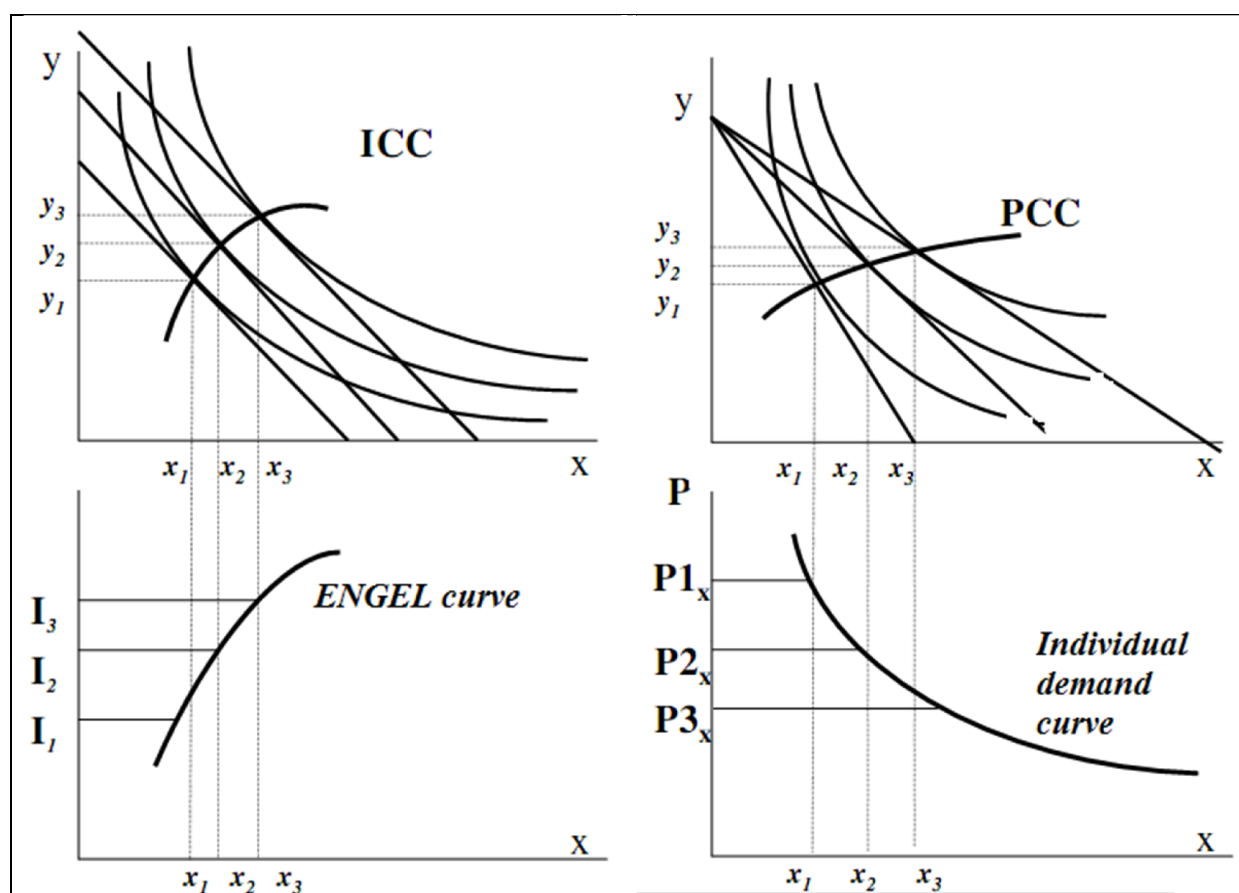 y
ICC
y3
y2
y1
x1 x2 x3
X
I3
I2
I1
ENGEL curve
X
x1 x2 x3
y
PCC
y3
y2
y1
x1 x2 x3
X
P
P1x
P2x
P3x
Individual
demand
curve
X
x1 x2 x3